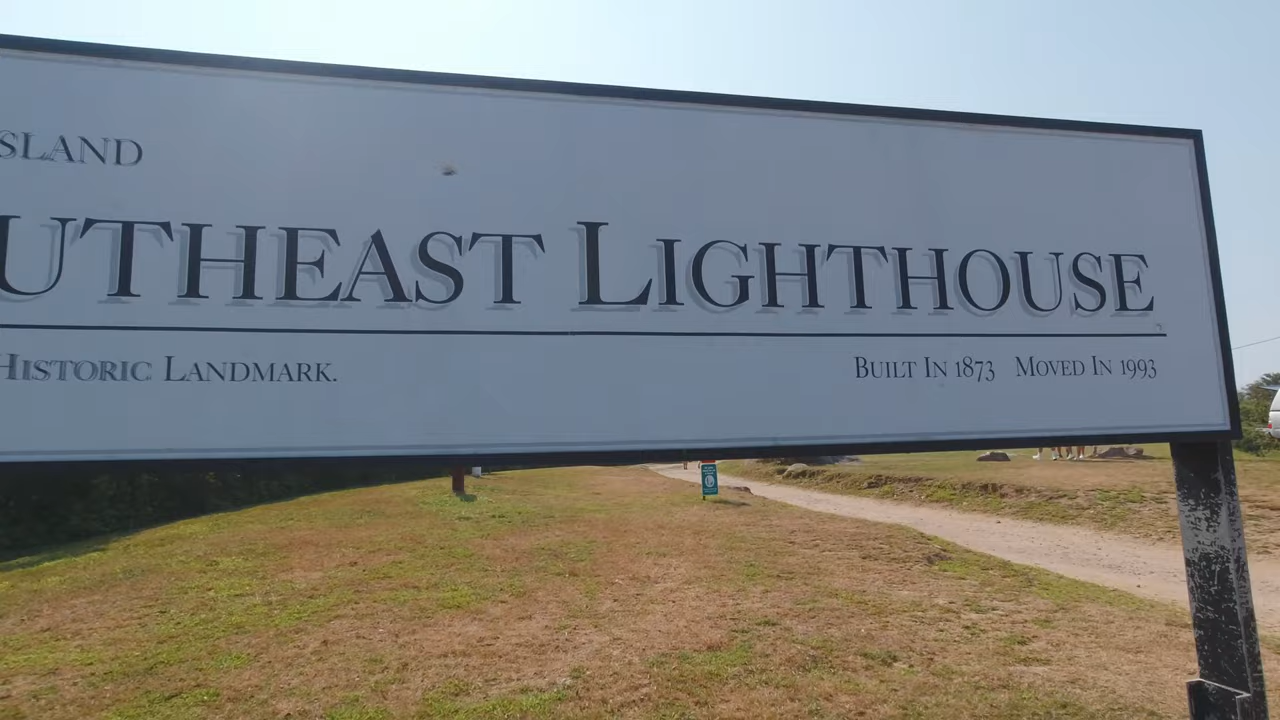 SLAND
UTHEAST LIGHTHOUSE
HISTORIC LANDMARK.
BUILT IN 1873 MOVED IN 1993